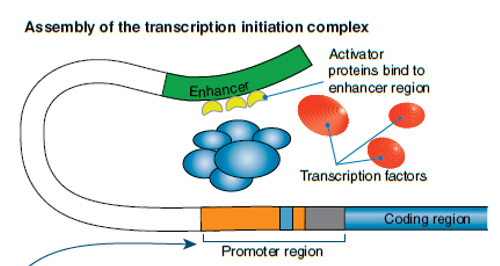 Assembly of the transcription initiation complex
Activator
proteins bind to
enhancer region
Enhancer
Transcription factors
Coding region
Promoter region